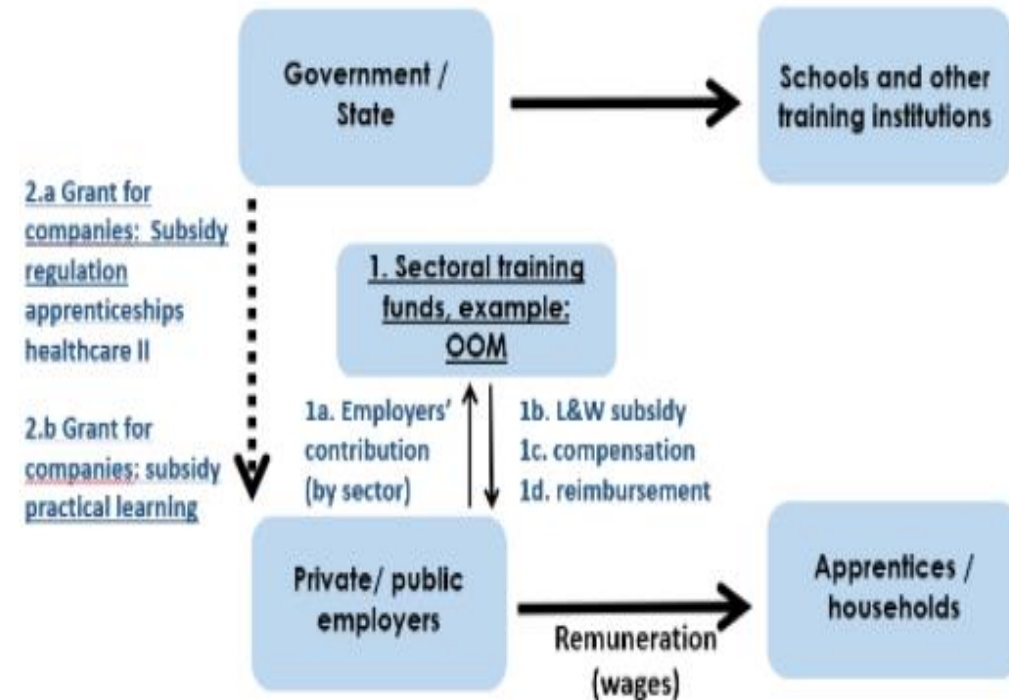 Government /
State
Schools and other
training institutions
2.a Grant for
companies: Subsidy
regulation
apprenticeships
healthcare II
1. Sectoral training
funds, example:
OOM
1a. Employers'
contribution
(by sector)
1b. L&W subsidy
1c. compensation
1d. reimbursement
2.b Grant for
companies: subsidy
practical learning
Private/ public
employers
Remuneration
(wages)
Apprentices /
households